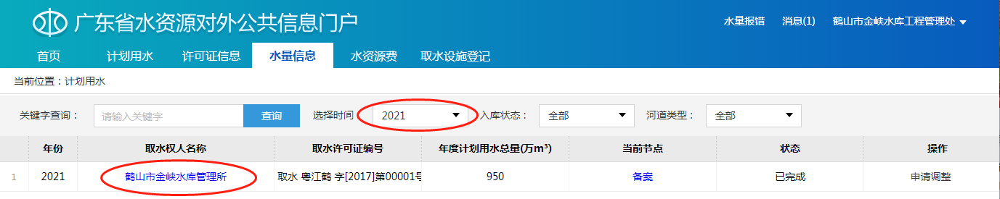 广东省水资源对外公共信息门户
水量报错 消息(1) 鹤山市金峡水库工程管理处
首页 计划用水 许可证信息 水量信息 水资源费 取水设施登记
当前位置：计划用水
关键字查询： 请输入关键字 查询 选择时间 2021 入库状态： 全部 河道类型： 全部
年份 取水权人名称 取水许可证编号 年度计划用水总量(万m³) 当前节点 状态 操作
1 2021 鹤山市金峡水库管理所 取水 粤江鹤 字[2017]第00001号 950 备案 已完成 申请调整